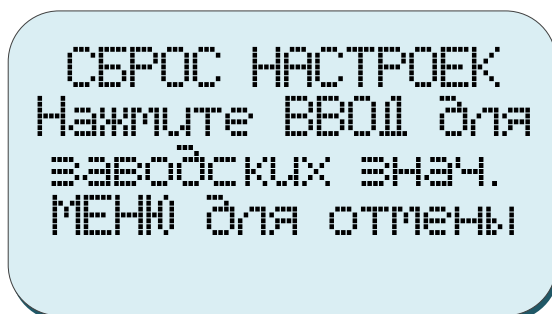 СБРОС НАСТРОЕК
Нажмите ВВОД для
заводских знач.
МЕНЮ для отмены